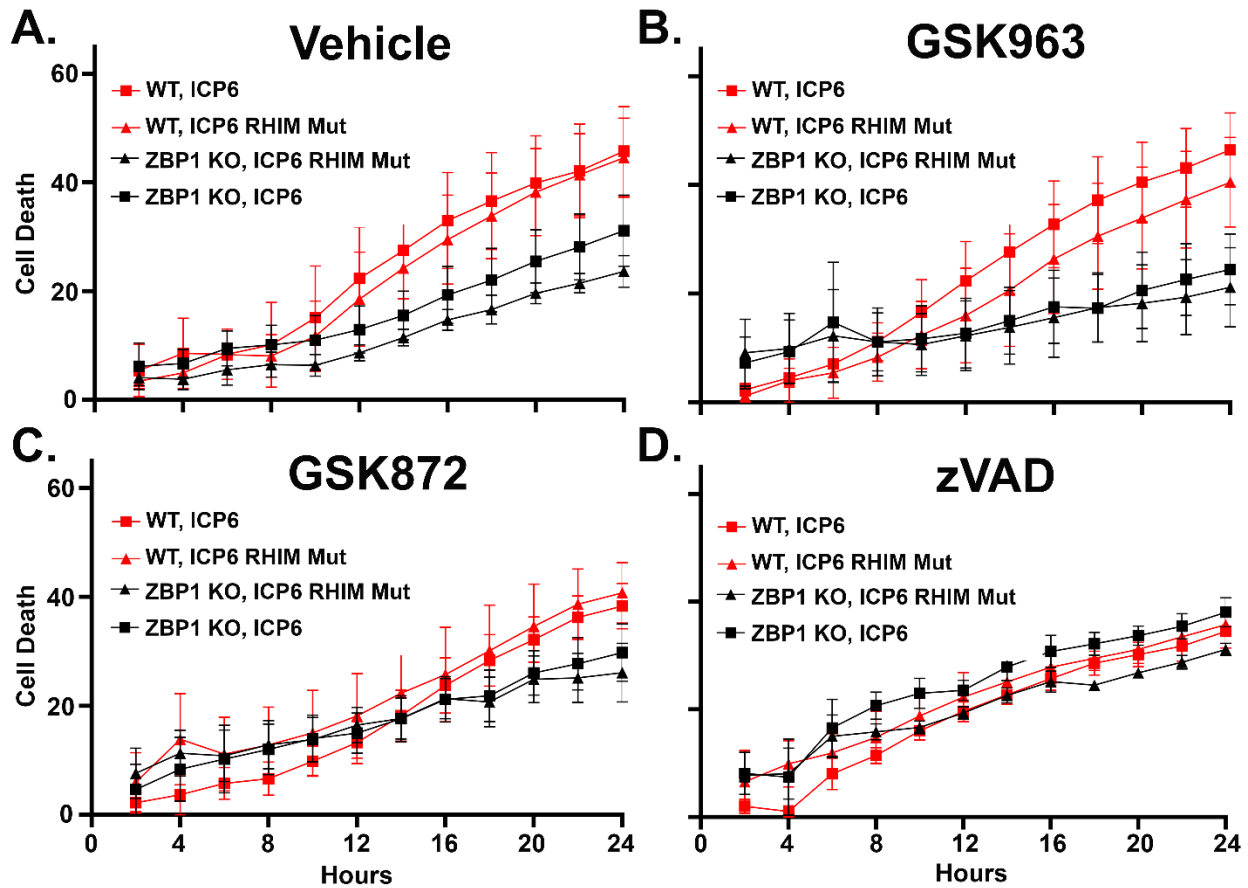 A.
Vehicle
60
40
20
0
Cell Death
WT, ICP6
WT, ICP6 RHIM Mut
ZBP1 KO, ICP6 RHIM Mut
ZBP1 KO, ICP6
B.
GSK963
WT, ICP6
WT, ICP6 RHIM Mut
ZBP1 KO, ICP6 RHIM Mut
ZBP1 KO, ICP6
C.
GSK872
60
40
20
0
Cell Death
WT, ICP6
WT, ICP6 RHIM Mut
ZBP1 KO, ICP6 RHIM Mut
ZBP1 KO, ICP6
0 4 8 12 16 20 24
Hours
D.
zVAD
WT, ICP6
WT, ICP6 RHIM Mut
ZBP1 KO, ICP6 RHIM Mut
ZBP1 KO, ICP6
0 4 8 12 16 20 24
Hours